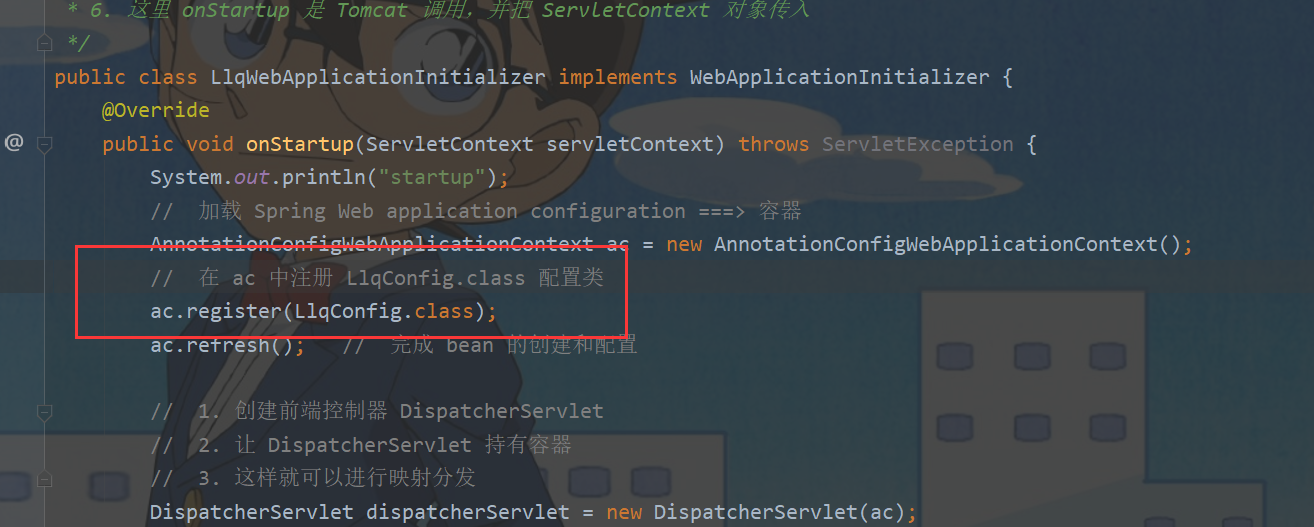 * 6. 这里 onStartup 是 Tomcat 调用，并把 ServletContext 对象传入
*/
public class LlqWebApplicationInitializer implements WebApplicationInitializer {
@Override
@ public void onStartup(ServletContext servletContext) throws ServletException {
System.out.println("startup");
// 加载 Spring Web application configuration ===> 容器
AnnotationConfigWebApplicationContext ac = new AnnotationConfigWebApplicationContext();
// 在 ac 中注册 LlqConfig.class 配置类
ac.register(LlqConfig.class);
ac.refresh(); // 完成 bean 的创建和配置
// 1. 创建前端控制器 DispatcherServlet
// 2. 让 DispatcherServlet 持有容器
// 3. 这样就可以进行映射分发
DispatcherServlet dispatcherServlet = new DispatcherServlet(ac);